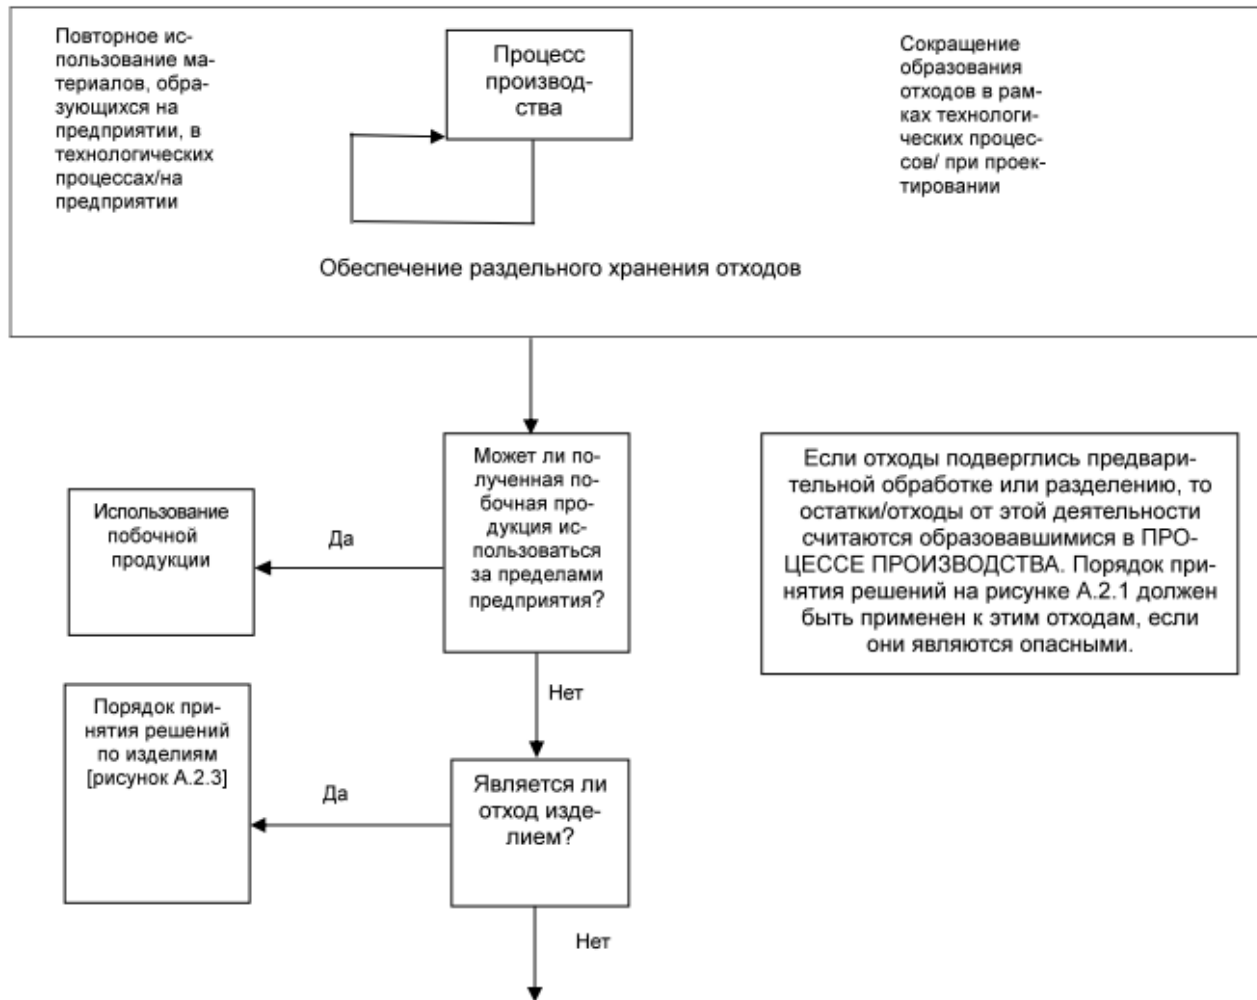 Повторное ис-
пользование ма-
териалов, обра-
зующихся на
предприятии, в
технологических
процессах/на
предприятии
Процесс
производ-
ства
Сокращение
образования
отходов в рам-
ках технологи-
ческих процес-
сов/ при проек-
тировании
Обеспечение раздельного хранения отходов
Может ли по-
лученная по-
бочная про-
дукция ис-
пользоваться
за пределами
предприятия?
Да
Использование
побочной
продукции
Если отходы подверглись предвари-
тельной обработке или разделению, то
остатки/отходы от этой деятельности
считаются образовавшимися в ПРО-
ЦЕССЕ ПРОИЗВОДСТВА. Порядок при-
нятия решений на рисунке А.2.1 должен
быть применен к этим отходам, если
они являются опасными.
Нет
Порядок при-
нятия решений
по изделиям
[рисунок А.2.3]
Да
Является ли
отход изде-
лием?
Нет